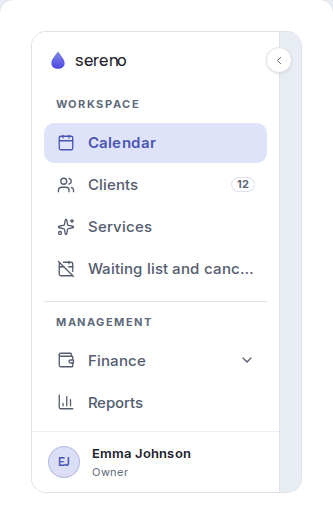 sereno
WORKSPACE
Calendar
Clients 12
Services
Waiting list and canc...
MANAGEMENT
Finance
Reports
EJ
Emma Johnson
Owner